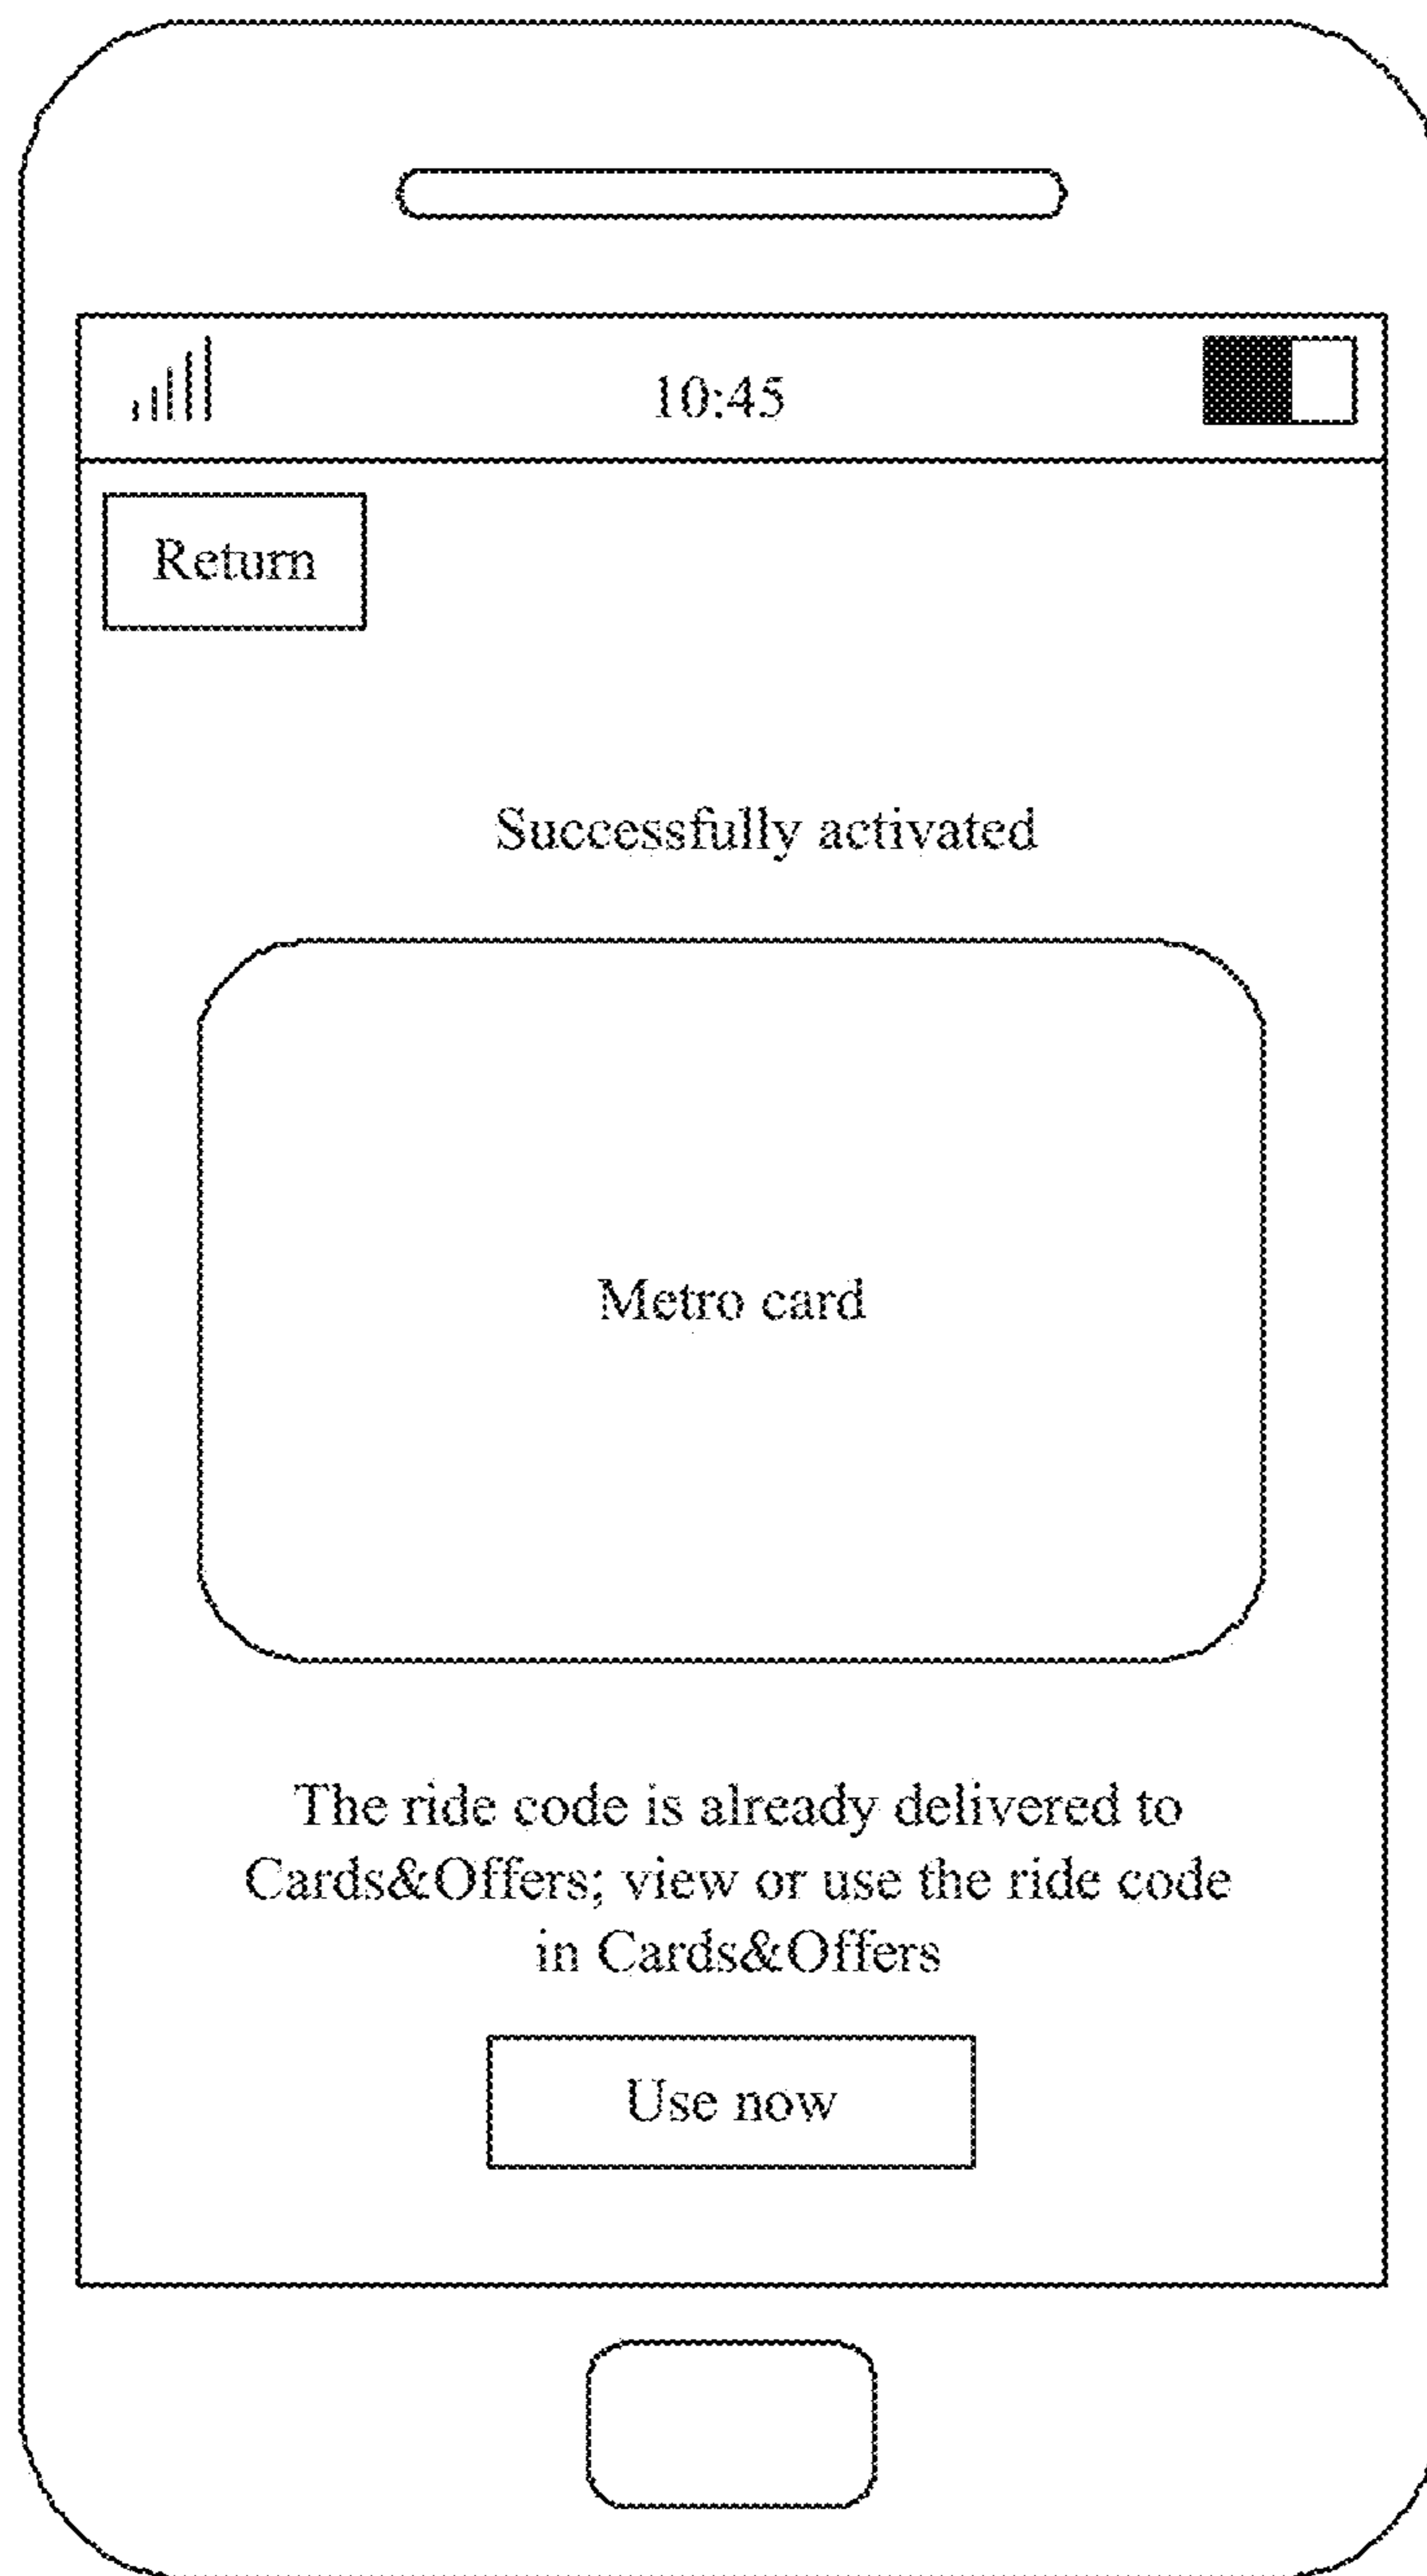 10:45
Return
Successfully activated
Metro card
The ride code is already delivered to
Cards&Offers; view or use the ride code
in Cards&Offers
Use now